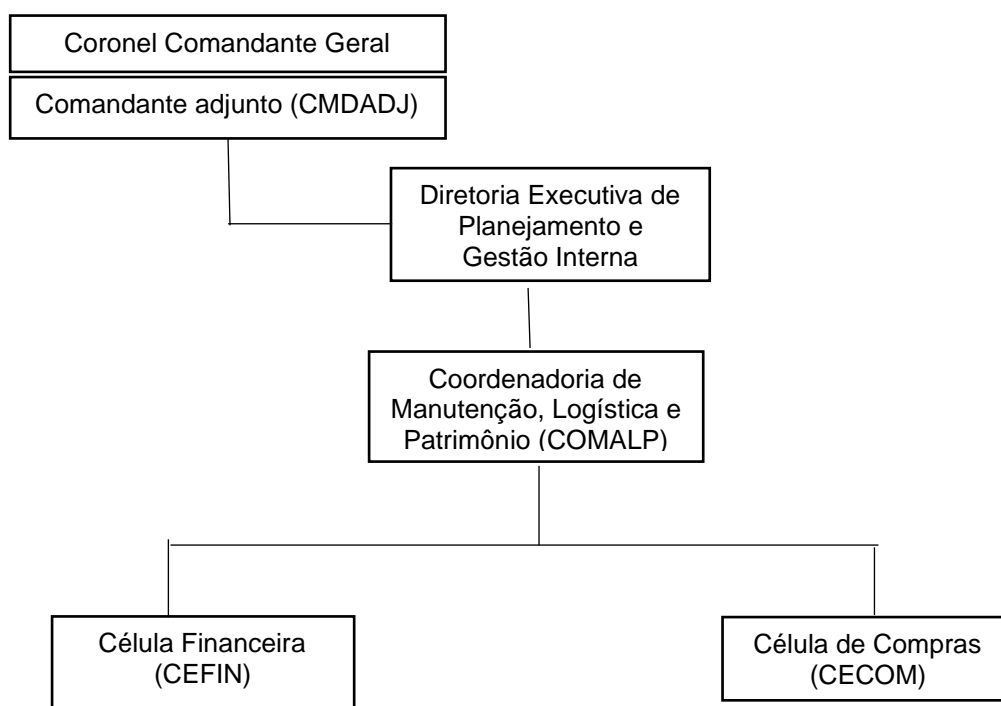 Coronel Comandante Geral
Comandante adjunto (CMDADJ)
Diretoria Executiva de
Planejamento e
Gestão Interna
Coordenadoria de
Manutenção, Logística e
Patrimônio (COMALP)
Célula Financeira
(CEFIN)
Célula de Compras
(CECOM)